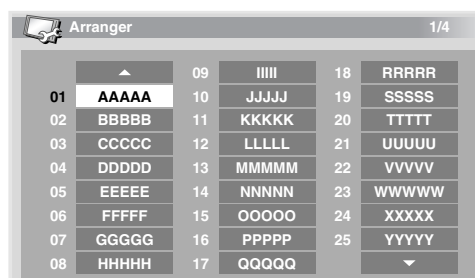 Arranger 1/4
09 IIIII 18 RRRRR
01 AAAAA 10 JJJJJ 19 SSSSS
02 BBBBB 11 KKKKK 20 TTTTT
03 CCCCC 12 LLLLL 21 UUUUU
04 DDDDD 13 MMMMM 22 VVVVV
05 EEEEE 14 NNNNN 23 WWWWW
06 FFFFF 15 OOOOO 24 XXXXX
07 GGGGG 16 PPPPP 25 YYYYY
08 HHHHH 17 QQQQQ